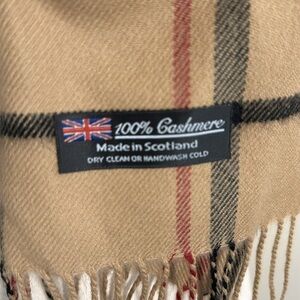 100% Cashmere
Made in Scotland
DRY CLEAN OR HANDWASH COLD